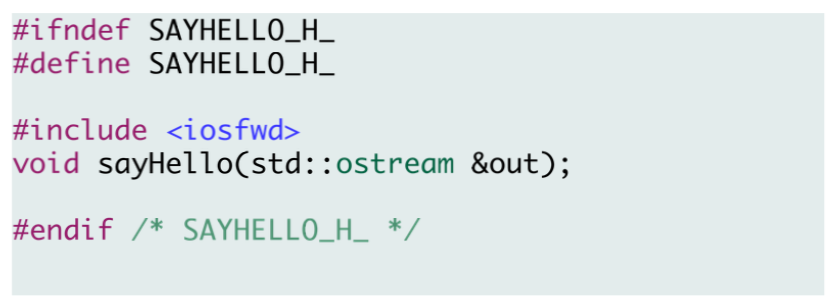 #ifndef SAYHELLO_H_
#define SAYHELLO_H_
#include <iosfwd>
void sayHello(std::ostream &out);
#endif /* SAYHELLO_H_ */